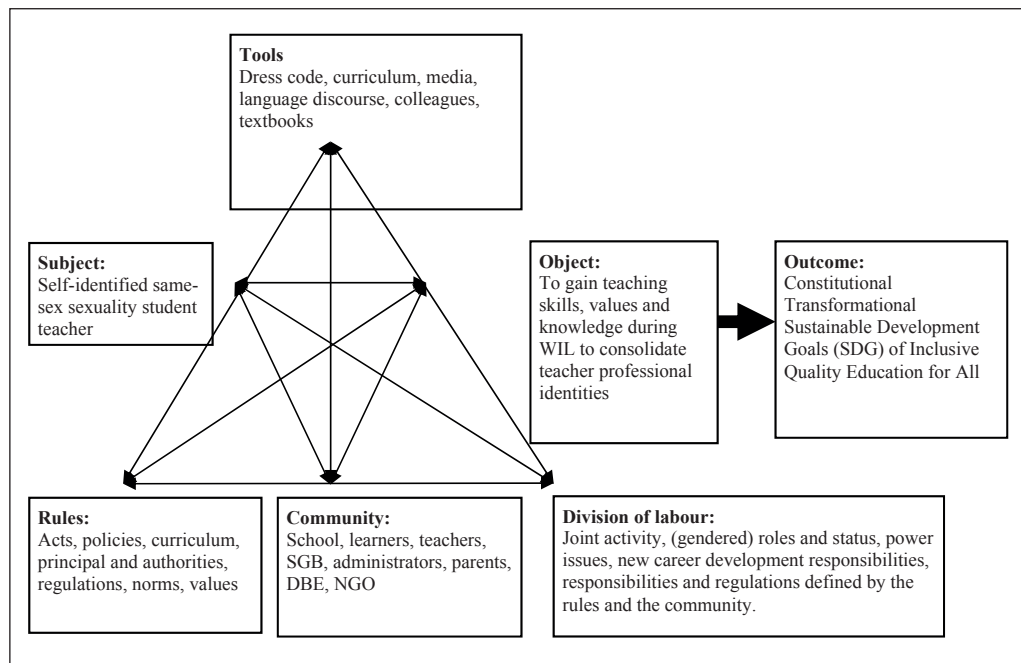 Tools
Dress code, curriculum, media,
language discourse, colleagues,
textbooks
Subject:
Self-identified same-
sex sexuality student
teacher
Object:
To gain teaching
skills, values and
knowledge during
WIL to consolidate
teacher professional
identities
Outcome:
Constitutional
Transformational
Sustainable Development
Goals (SDG) of Inclusive
Quality Education for All
Rules:
Acts, policies, curriculum,
principal and authorities,
regulations, norms, values
Community:
School, learners, teachers,
SGB, administrators, parents,
DBE, NGO
Division of labour:
Joint activity, (gendered) roles and status, power
issues, new career development responsibilities,
responsibilities and regulations defined by the
rules and the community.